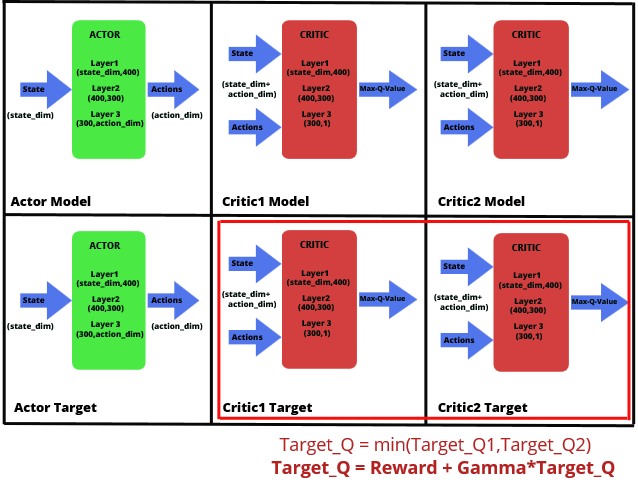 ACTOR
Layer1
(state_dim,400)
Layer2
(400,300)
Layer 3
(300,action_dim)
State
(state_dim)
Actions
(action_dim)
Actor Model
CRITIC
Layer1
(state_dim,400)
Layer2
(400,300)
Layer 3
(300,1)
State
(state_dim+
action_dim)
Actions
Max-Q-Value
Critic1 Model
CRITIC
Layer1
(state_dim,400)
Layer2
(400,300)
Layer 3
(300,1)
State
(state_dim+
action_dim)
Actions
Max-Q-Value
Critic2 Model
ACTOR
Layer1
(state_dim,400)
Layer2
(400,300)
Layer 3
(300,action_dim)
State
(state_dim)
Actions
(action_dim)
Actor Target
CRITIC
Layer1
(state_dim,400)
Layer2
(400,300)
Layer 3
(300,1)
State
(state_dim+
action_dim)
Actions
Max-Q-Value
Critic1 Target
CRITIC
Layer1
(state_dim,400)
Layer2
(400,300)
Layer 3
(300,1)
State
(state_dim+
action_dim)
Actions
Max-Q-Value
Critic2 Target
Target_Q = min(Target_Q1,Target_Q2)
Target_Q = Reward + Gamma*Target_Q